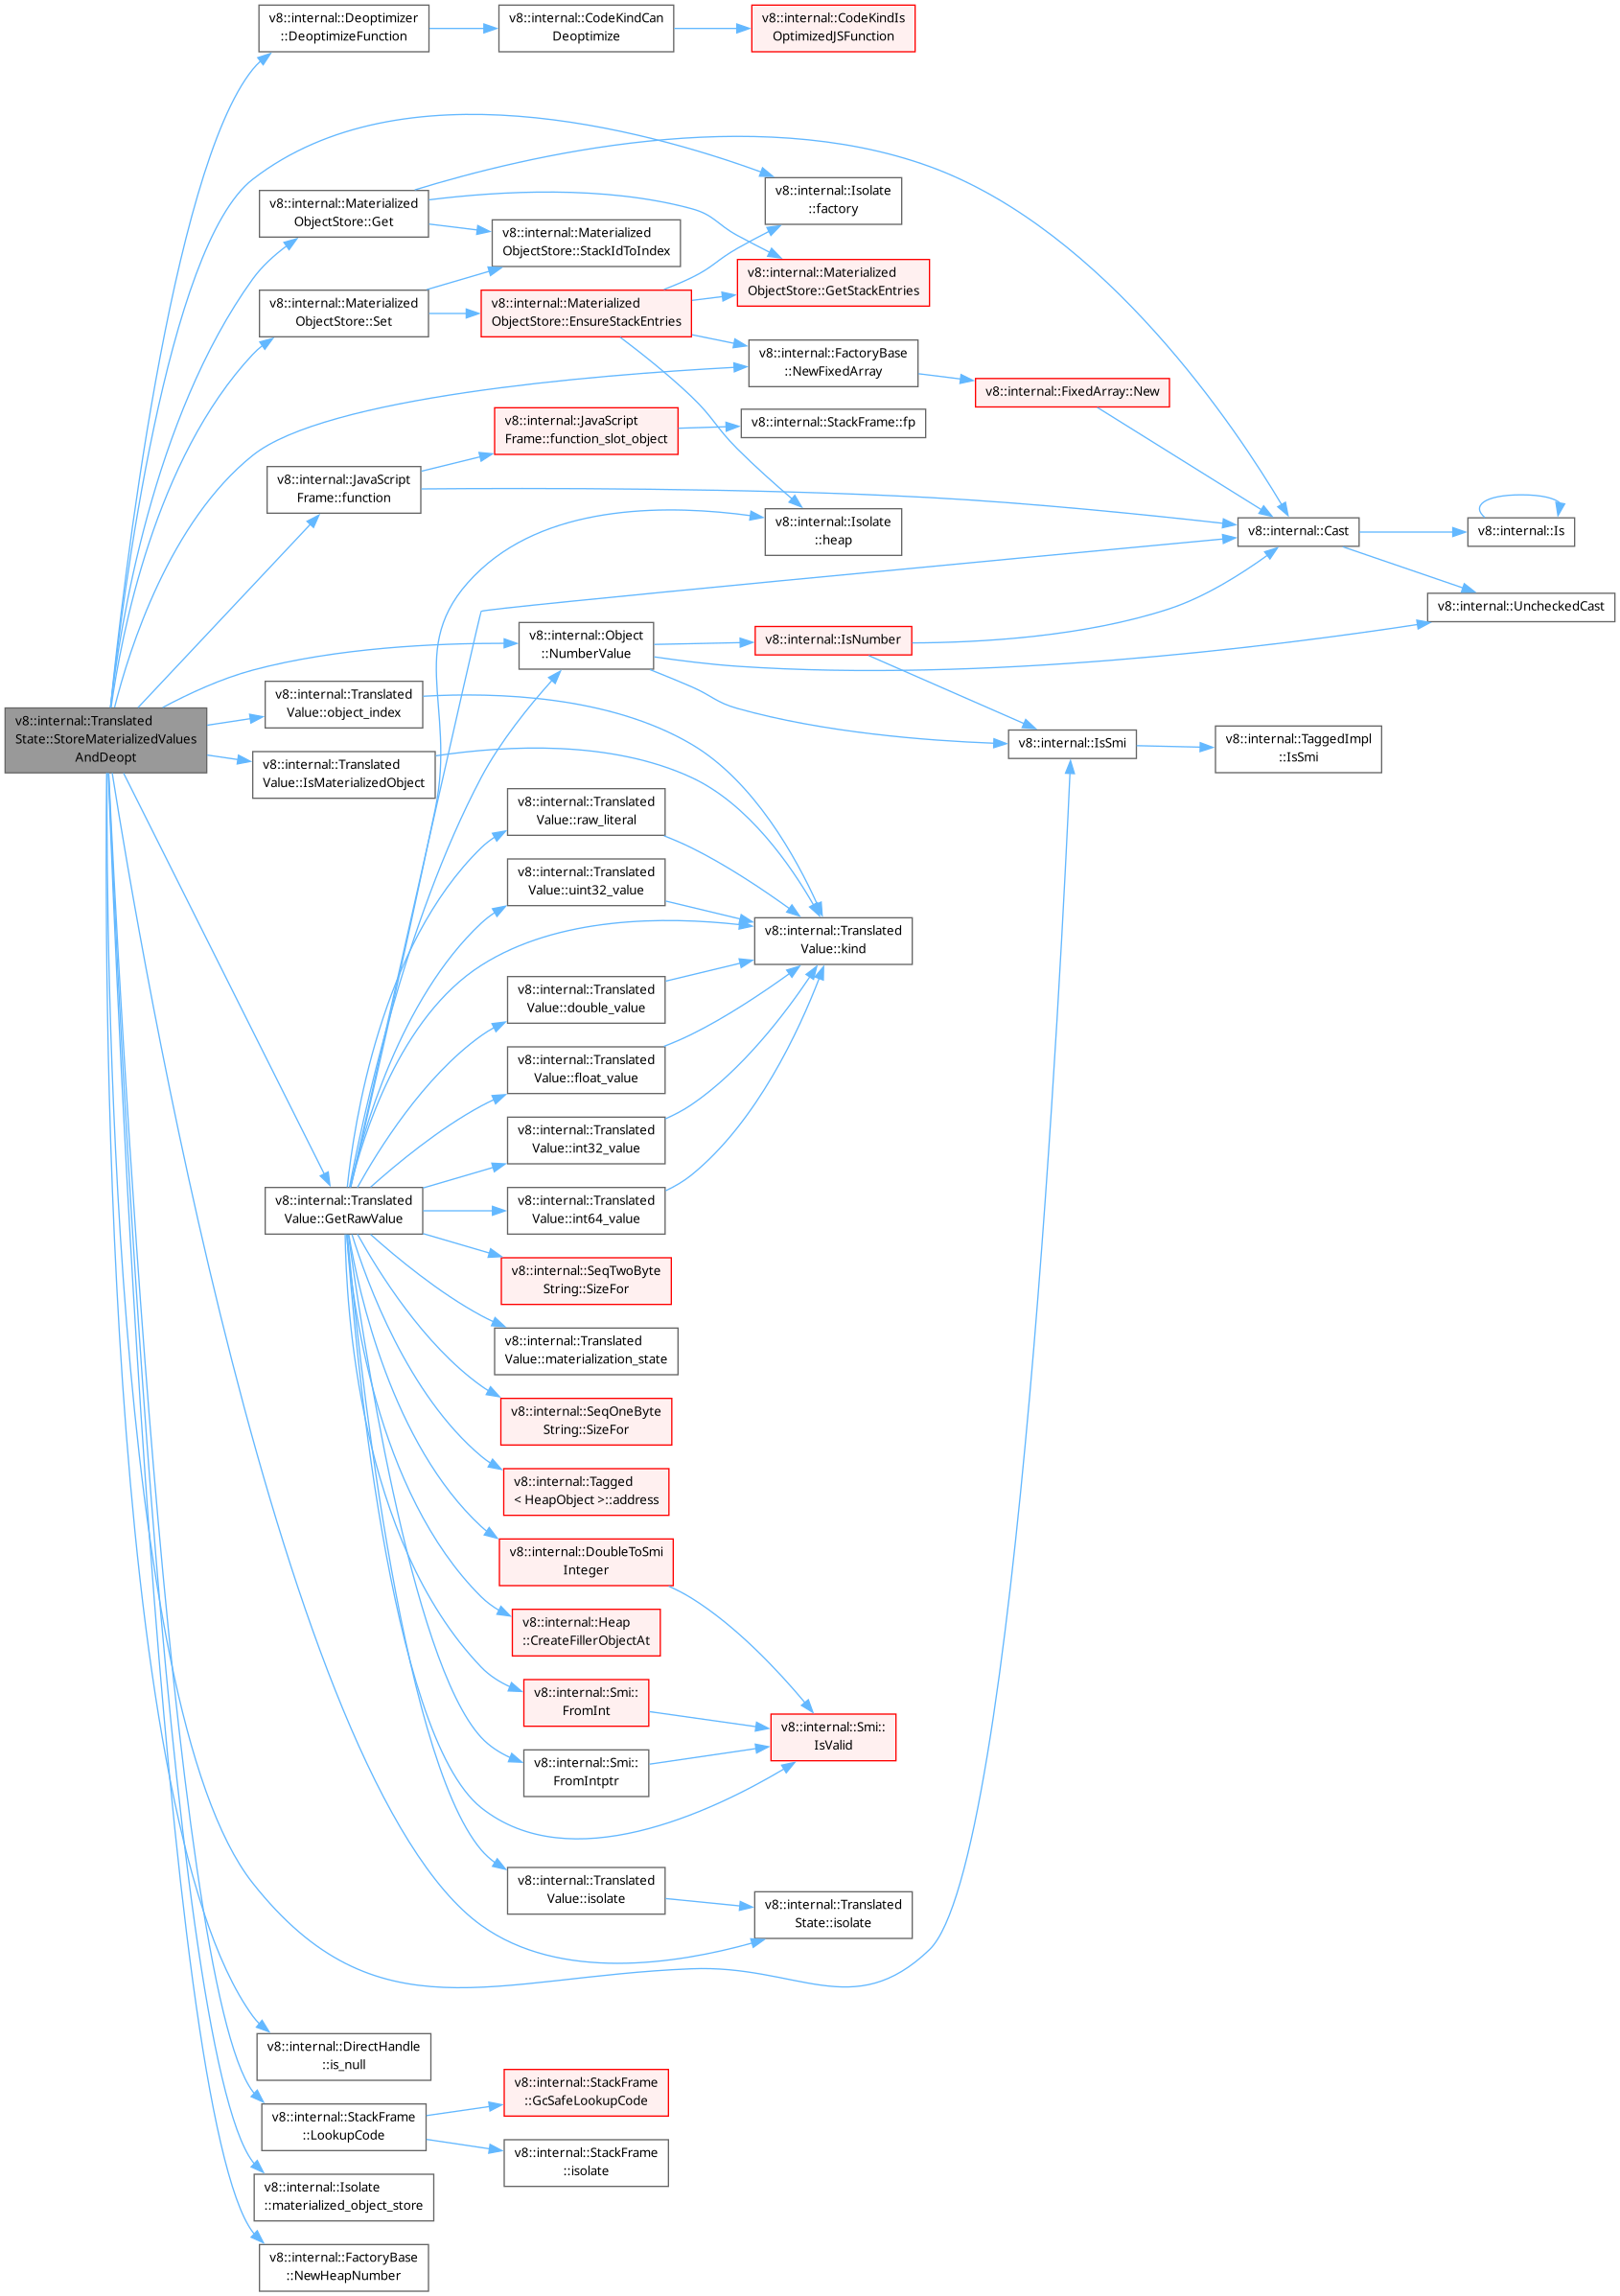 v8::internal::Deoptimizer
::DeoptimizeFunction
v8::internal::CodeKindCan
Deoptimize
v8::internal::CodeKindIs
OptimizedJSFunction
v8::internal::Isolate
::factory
v8::internal::Materialized
ObjectStore::Get
v8::internal::Materialized
ObjectStore::StackIdToIndex
v8::internal::Materialized
ObjectStore::GetStackEntries
v8::internal::Materialized
ObjectStore::Set
v8::internal::Materialized
ObjectStore::EnsureStackEntries
v8::internal::FactoryBase
::NewFixedArray
v8::internal::FixedArray::New
v8::internal::JavaScript
Frame::function_slot_object
v8::internal::StackFrame::fp
v8::internal::JavaScript
Frame::function
v8::internal::Isolate
::heap
v8::internal::Cast
v8::internal::Is
v8::internal::UncheckedCast
v8::internal::Object
::NumberValue
v8::internal::IsNumber
v8::internal::Translated
Value::object_index
v8::internal::Translated
State::StoreMaterializedValues
AndDeopt
v8::internal::IsSmi
v8::internal::TaggedImpl
::IsSmi
v8::internal::Translated
Value::IsMaterializedObject
v8::internal::Translated
Value::raw_literal
v8::internal::Translated
Value::uint32_value
v8::internal::Translated
Value::kind
v8::internal::Translated
Value::double_value
v8::internal::Translated
Value::float_value
v8::internal::Translated
Value::int32_value
v8::internal::Translated
Value::GetRawValue
v8::internal::Translated
Value::int64_value
v8::internal::SeqTwoByte
String::SizeFor
v8::internal::Translated
Value::materialization_state
v8::internal::SeqOneByte
String::SizeFor
v8::internal::Tagged
< HeapObject >::address
v8::internal::DoubleToSmi
Integer
v8::internal::Heap
::CreateFillerObjectAt
v8::internal::Smi::
FromInt
v8::internal::Smi::
IsValid
v8::internal::Smi::
FromIntptr
v8::internal::Translated
Value::isolate
v8::internal::Translated
State::isolate
v8::internal::DirectHandle
::is_null
v8::internal::StackFrame
::GcSafeLookupCode
v8::internal::StackFrame
::LookupCode
v8::internal::StackFrame
::isolate
v8::internal::Isolate
::materialized_object_store
v8::internal::FactoryBase
::NewHeapNumber